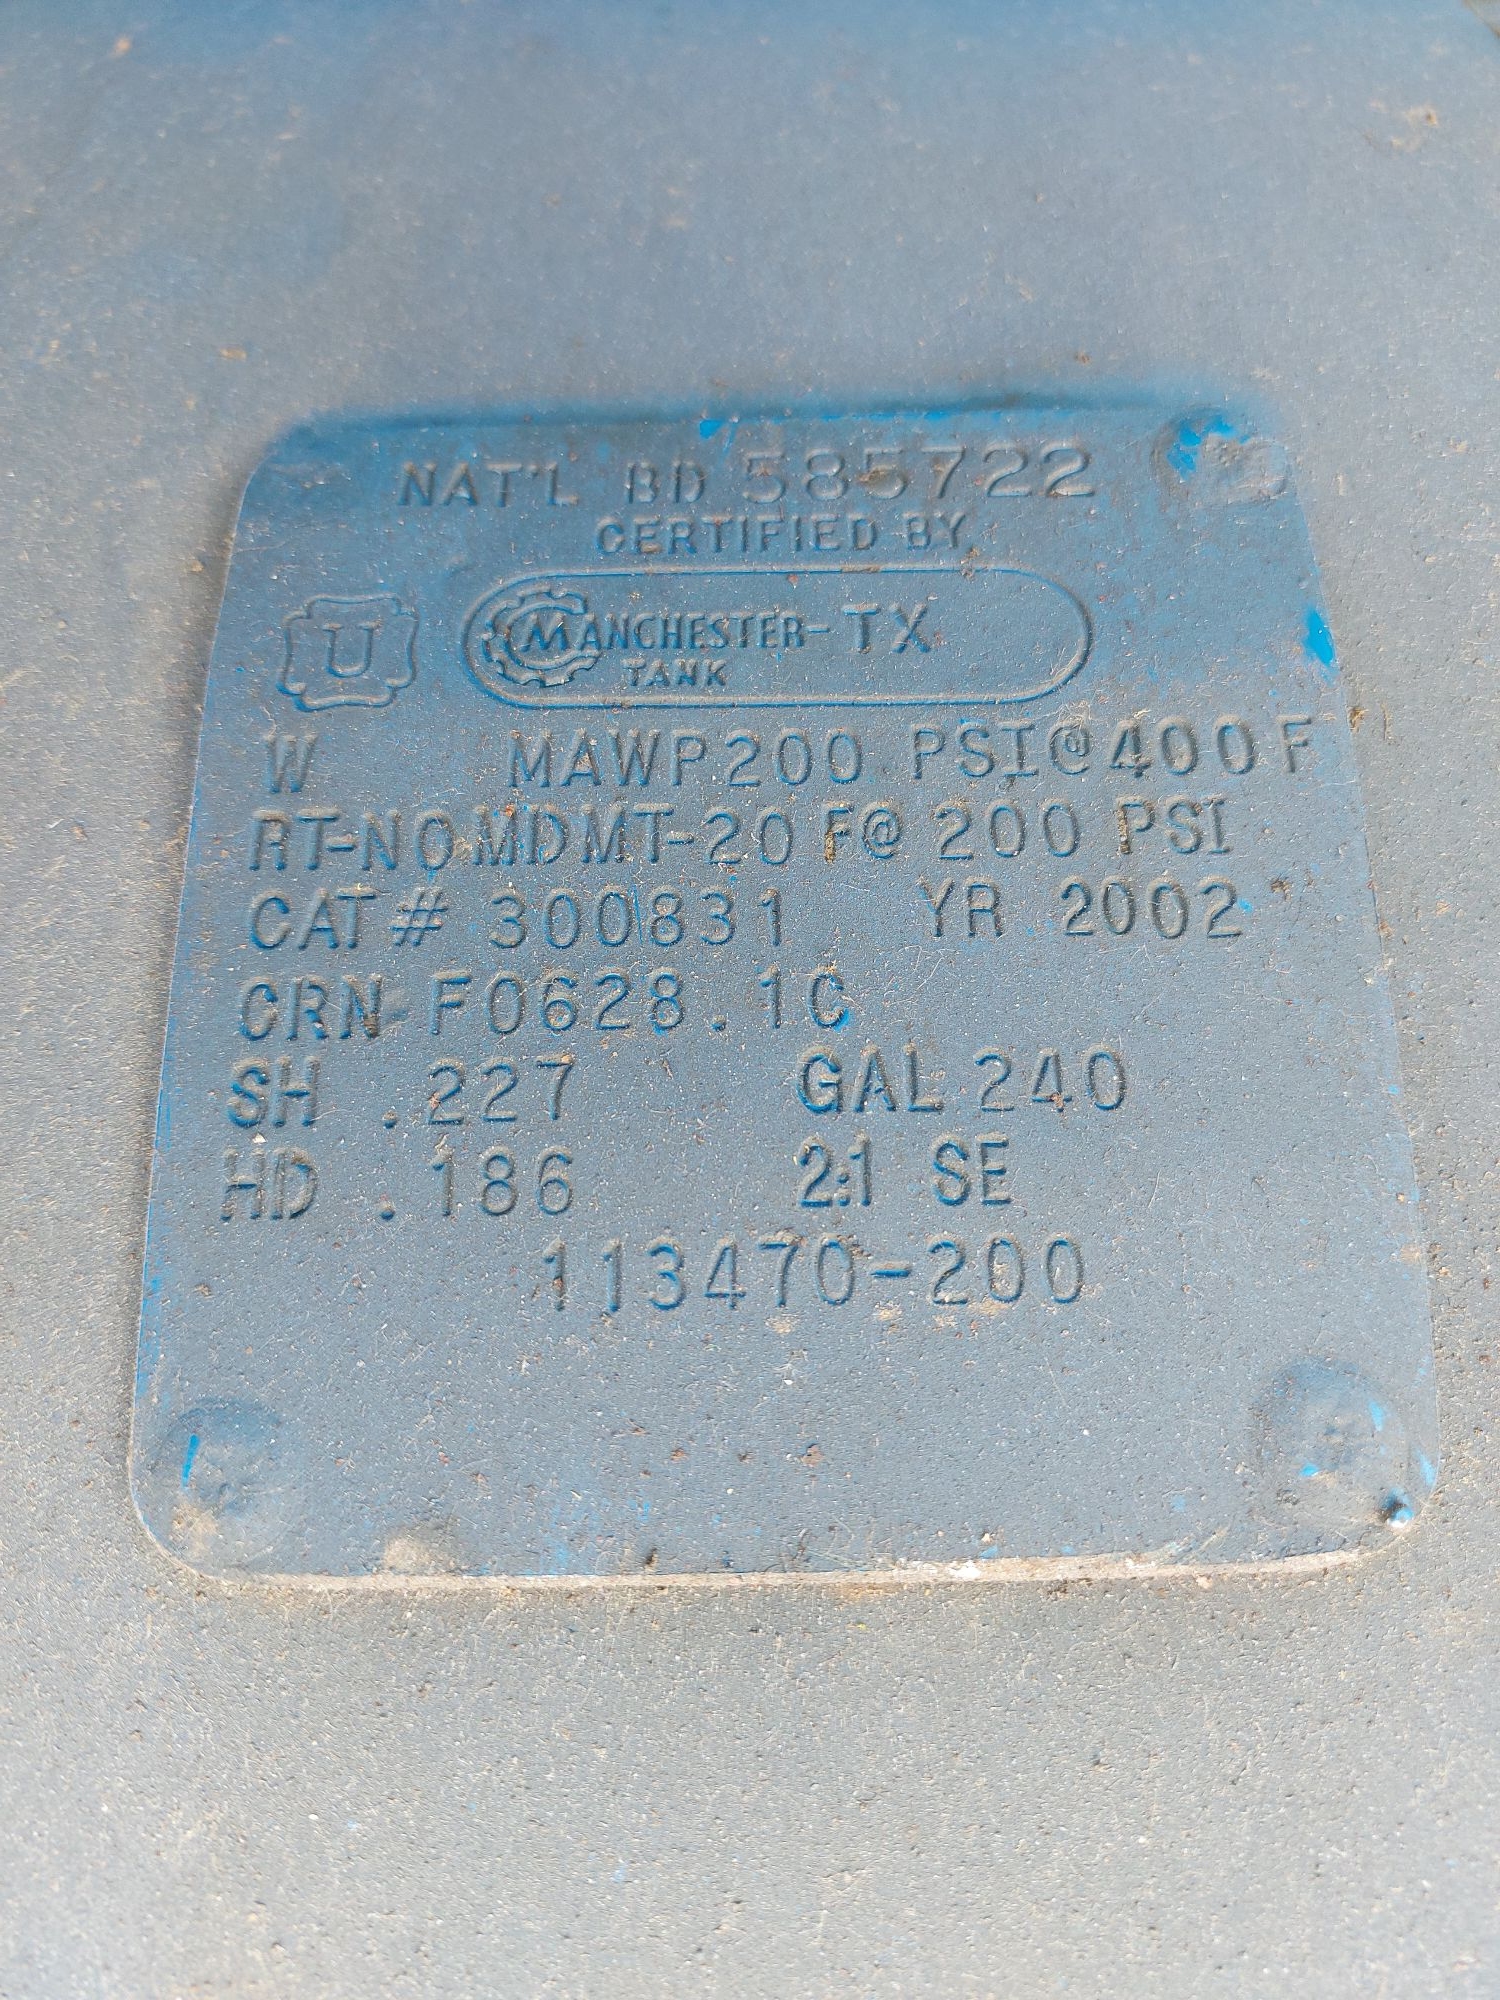 NAT'L BD 585722
CERTIFIED BY
U
MANCHESTER - TX
TANK
W MAWP 200 PSI@400 F
RT-NO MDMT-20 F@ 200 PSI
CAT # 300831 YR 2002
CRN F0628.1C
SH .227 GAL 240
HD .186 2:1 SE
113470-200